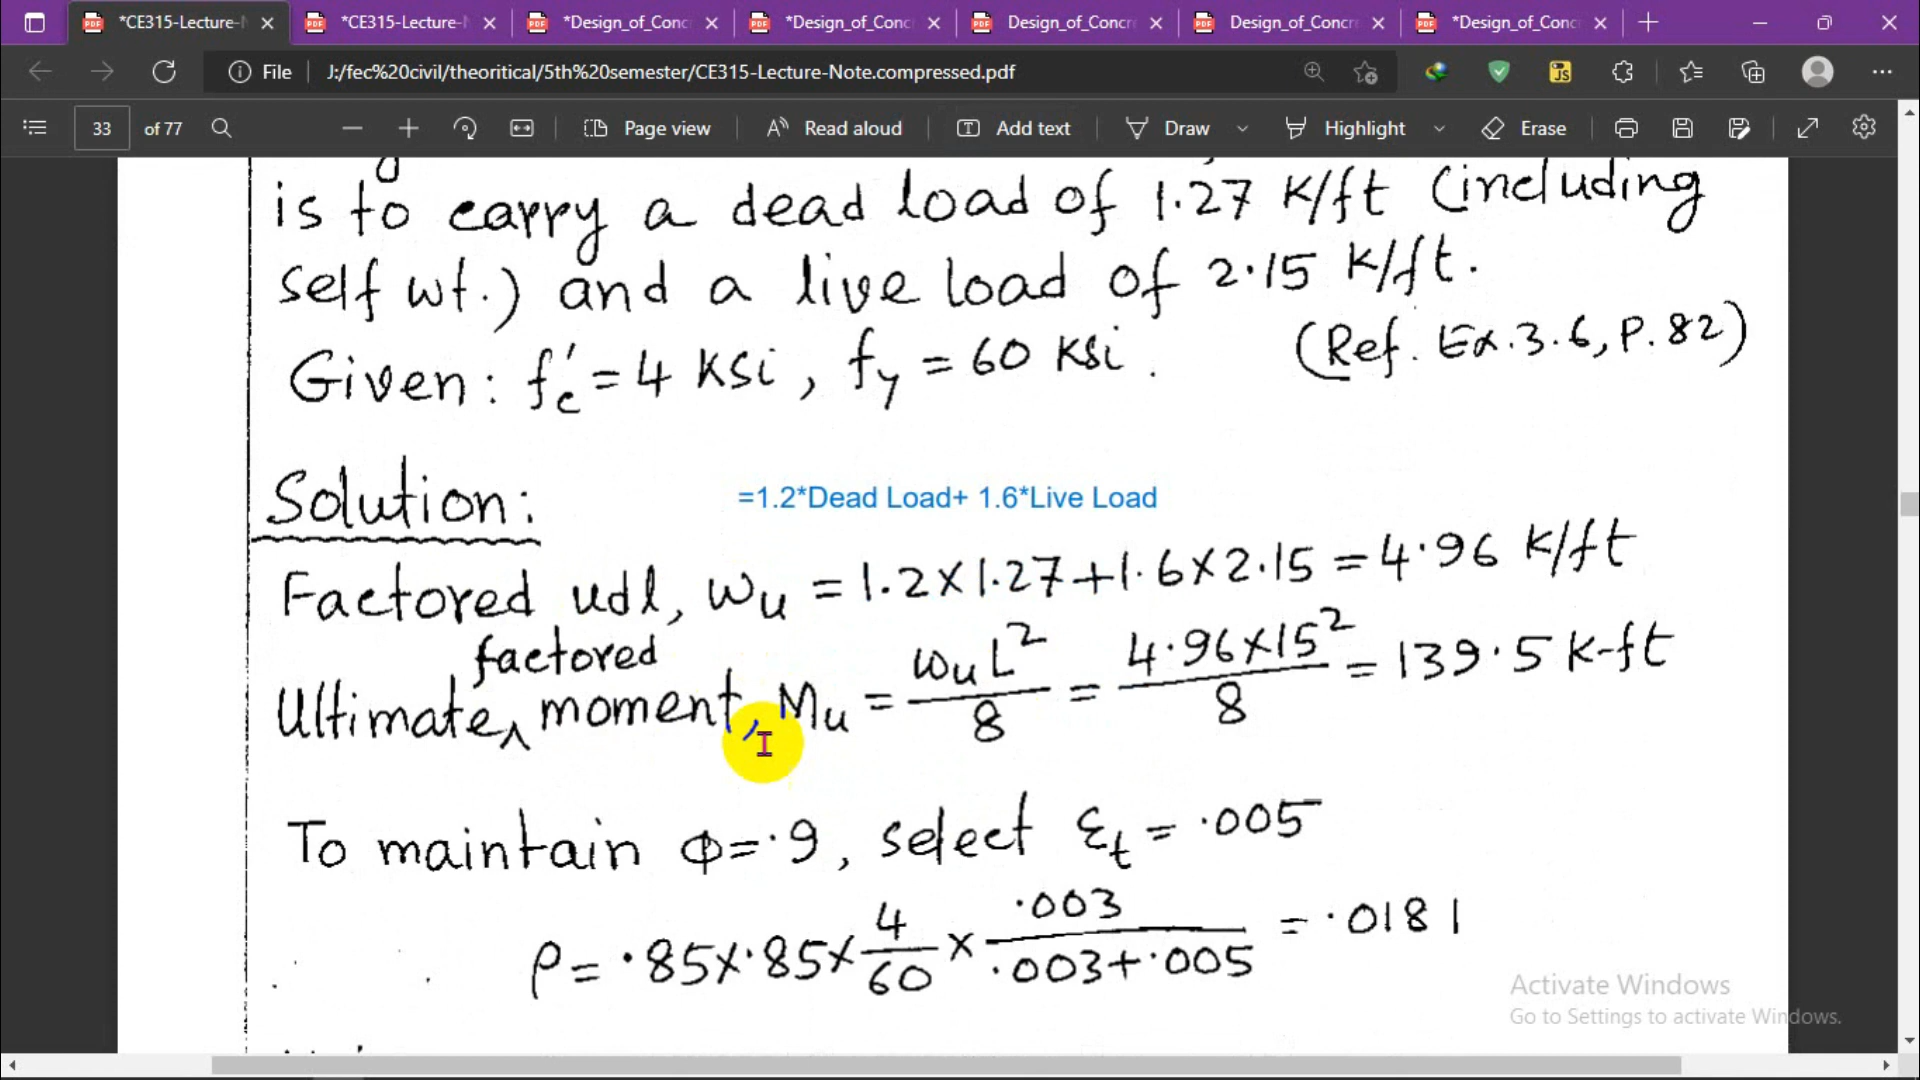 *CE315-Lecture-N
*CE315-Lecture-N
*Design_of_Conc
*Design_of_Conc
Design_of_Concr
Design_of_Concr
*Design_of_Conc
File
J:/fec%20civil/theoritical/5th%20semester/CE315-Lecture-Note.compressed.pdf
33 of 77
Page view
Read aloud
Add text
Draw
Highlight
Erase
is to carry a dead load of 1.27 K/ft (including
self wt.) and a live load of 2.15 K/ft.
Given: f'c = 4 ksi, fy = 60 ksi.
(Ref. Ex.3.6, P.82)
Solution:
=1.2*Dead Load+ 1.6*Live Load
Factored udl, wu = 1.2×1.27+1.6×2.15 = 4.96 K/ft
Ultimate factored moment, Mu = wuL²/8 = 4.96×15²/8 = 139.5 K-ft
To maintain φ=.9, select εt = .005
ρ = .85×.85×4/60×.003/.003+.005 = .0181
Activate Windows
Go to Settings to activate Windows.